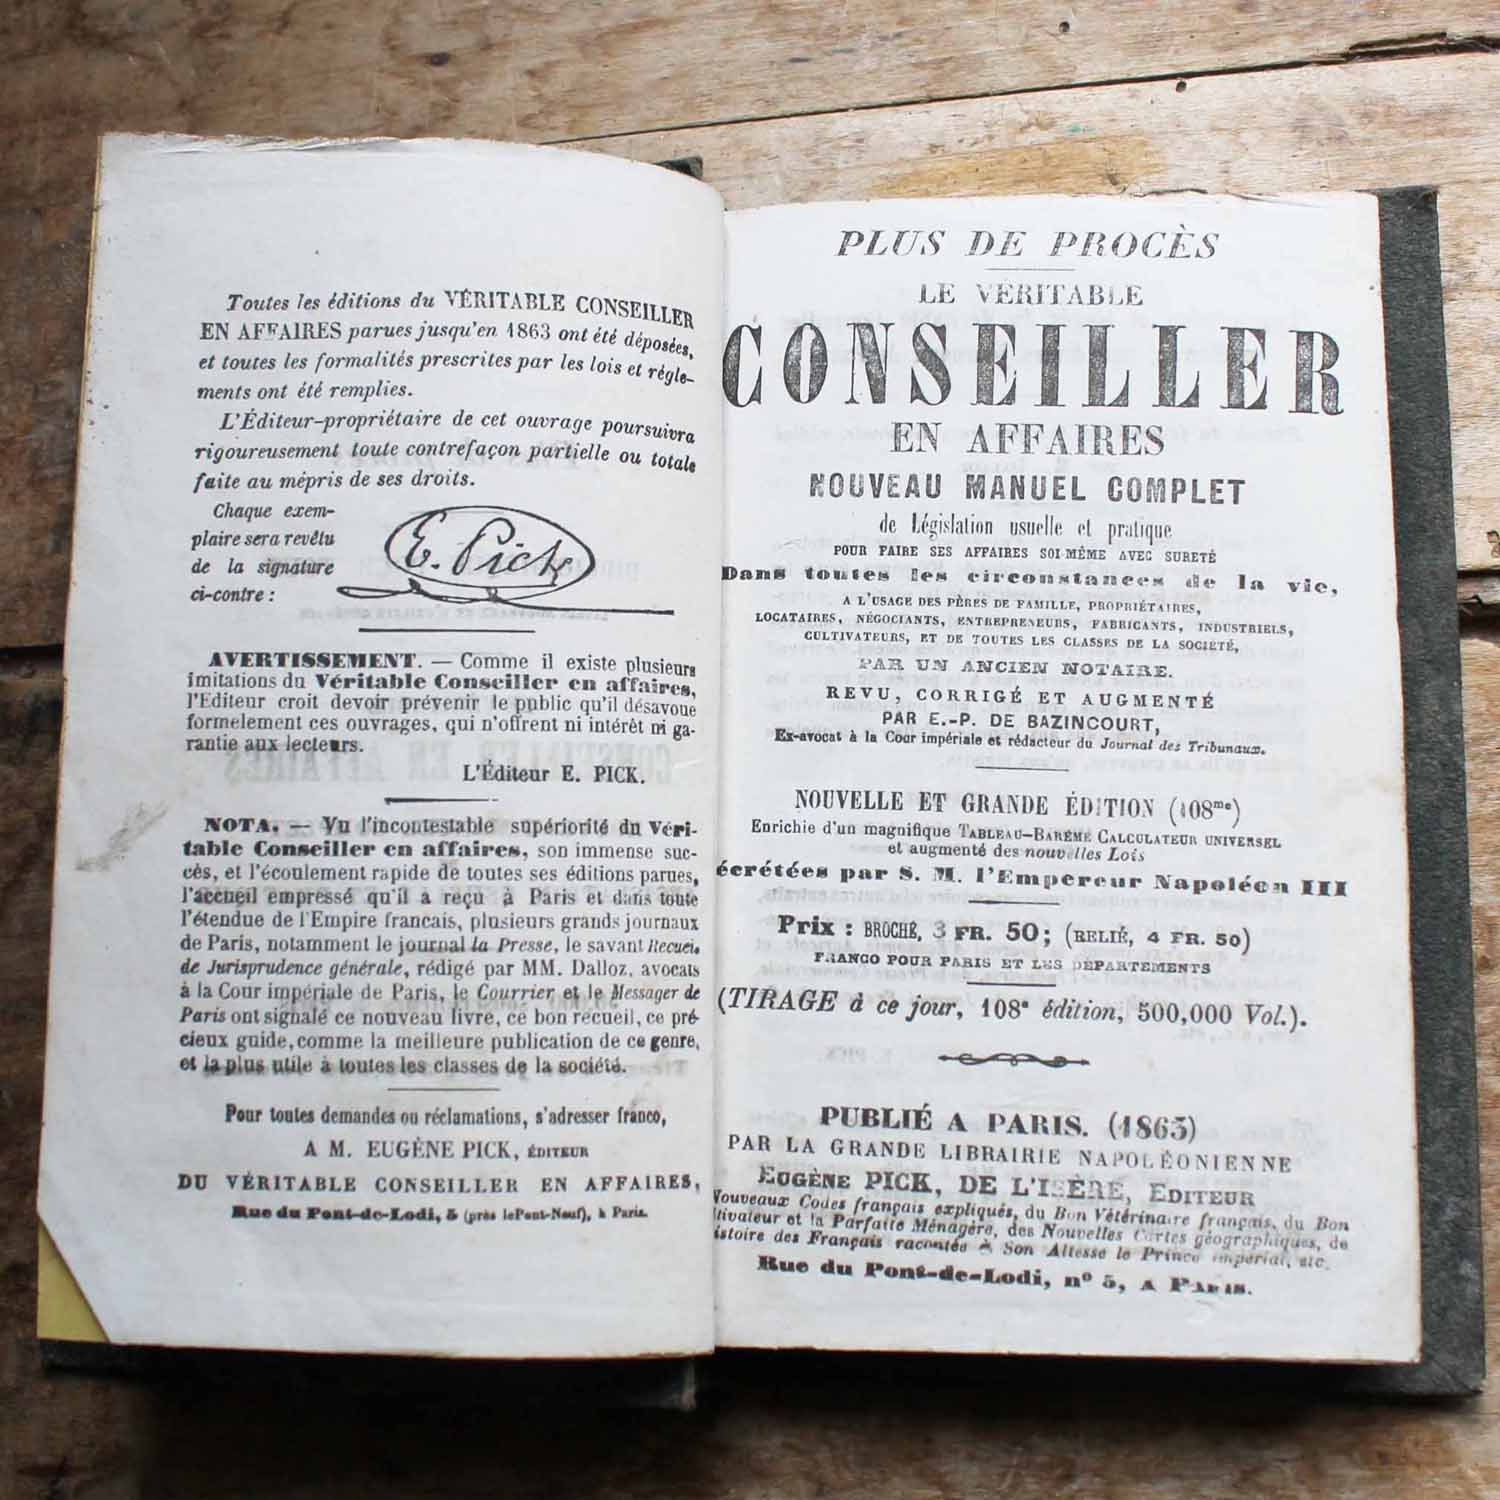 Toutes les éditions du VÉRITABLE CONSEILLER
EN AFFAIRES parues jusqu'en 1863 ont été déposées,
et toutes les formalités prescrites par les lois et régle-
ments ont été remplies.
L'Éditeur-propriétaire de cet ouvrage poursuivra
rigoureusement toute contrefaçon partielle ou totale
faite au mépris de ses droits.
Chaque exem-
plaire sera revêtu
de la signature
ci-contre :
E. Pick
AVERTISSEMENT. — Comme il existe plusieurs
imitations du Véritable Conseiller en affaires,
l'Editeur croit devoir prévenir le public qu'il désavoue
formelement ces ouvrages, qui n'offrent ni intérêt ni ga-
rantie aux lecteurs.
L'Éditeur E. PICK.
NOTA. — Vu l'incontestable supériorité du Véri-
table Conseiller en affaires, son immense suc-
cès, et l'écoulement rapide de toutes ses éditions parues,
l'accueil empressé qu'il a reçu à Paris et dans toute
l'étendue de l'Empire francais, plusieurs grands journaux
de Paris, notamment le journal la Presse, le savant Recueil
de Jurisprudence générale, rédigé par MM. Dalloz, avocats
à la Cour impériale de Paris, le Courrier et le Messager de
Paris ont signalé ce nouveau livre, ce bon recueil, ce pré-
cieux guide, comme la meilleure publication de ce genre,
et la plus utile à toutes les classes de la société.
Pour toutes demandes ou réclamations, s'adresser franco,
A M. EUGÈNE PICK, ÉDITEUR
DU VÉRITABLE CONSEILLER EN AFFAIRES,
Rue du Pont-de-Lodi, 5 (près le Pont-Neuf), à Paris.
PLUS DE PROCÈS
LE VÉRITABLE
CONSEILLER
EN AFFAIRES
NOUVEAU MANUEL COMPLET
de Législation usuelle et pratique
POUR FAIRE SES AFFAIRES SOI-MÊME AVEC SURETÉ
Dans toutes les circonstances de la vie,
A L'USAGE DES PÈRES DE FAMILLE, PROPRIÉTAIRES,
LOCATAIRES, NÉGOCIANTS, ENTREPRENEURS, FABRICANTS, INDUSTRIELS,
CULTIVATEURS, ET DE TOUTES LES CLASSES DE LA SOCIÉTÉ,
PAR UN ANCIEN NOTAIRE.
REVU, CORRIGÉ ET AUGMENTÉ
PAR E.-P. DE BAZINCOURT,
Ex-avocat à la Cour impériale et rédacteur du Journal des Tribunaux.
NOUVELLE ET GRANDE ÉDITION (108me)
Enrichie d'un magnifique TABLEAU-BARÈME CALCULATEUR UNIVERSEL
et augmenté des nouvelles Lois
écrétées par S. M. l'Empereur Napoléon III
Prix : BROCHÉ, 3 FR. 50; (RELIÉ, 4 FR. 50)
FRANCO POUR PARIS ET LES DÉPARTEMENTS
(TIRAGE à ce jour, 108e édition, 500,000 Vol.).
PUBLIÉ A PARIS. (1863)
PAR LA GRANDE LIBRAIRIE NAPOLÉONIENNE
EUGÈNE PICK, DE L'ISÈRE, EDITEUR
Nouveaux Codes français expliqués, du Bon Vétérinaire français, du Bon
ltivateur et la Parfaite Ménagère, des Nouvelles Cartes géographiques, de
istoire des Français racontée à Son Altesse le Prince impérial, etc.
Rue du Pont-de-Lodi, no 5, A PARIS.